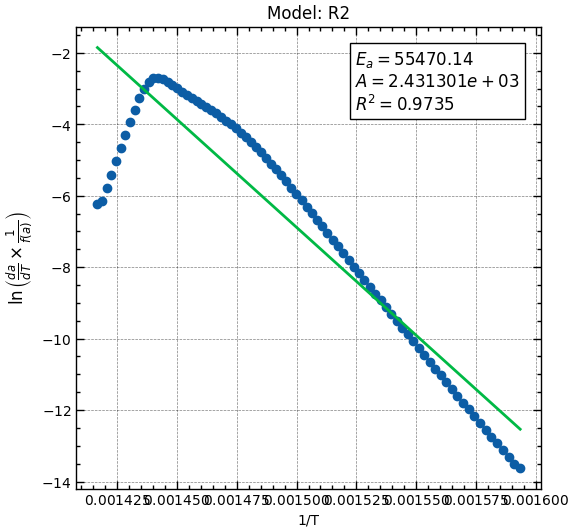 Model: R2
−2
−4
−6
−8
−10
−12
−14
ln (da/dT × 1/f(a))
E_a = 55470.14
A = 2.431301e + 03
R^2 = 0.9735
0.001425 0.001450 0.001475 0.001500 0.001525 0.001550 0.001575 0.001600
1/T